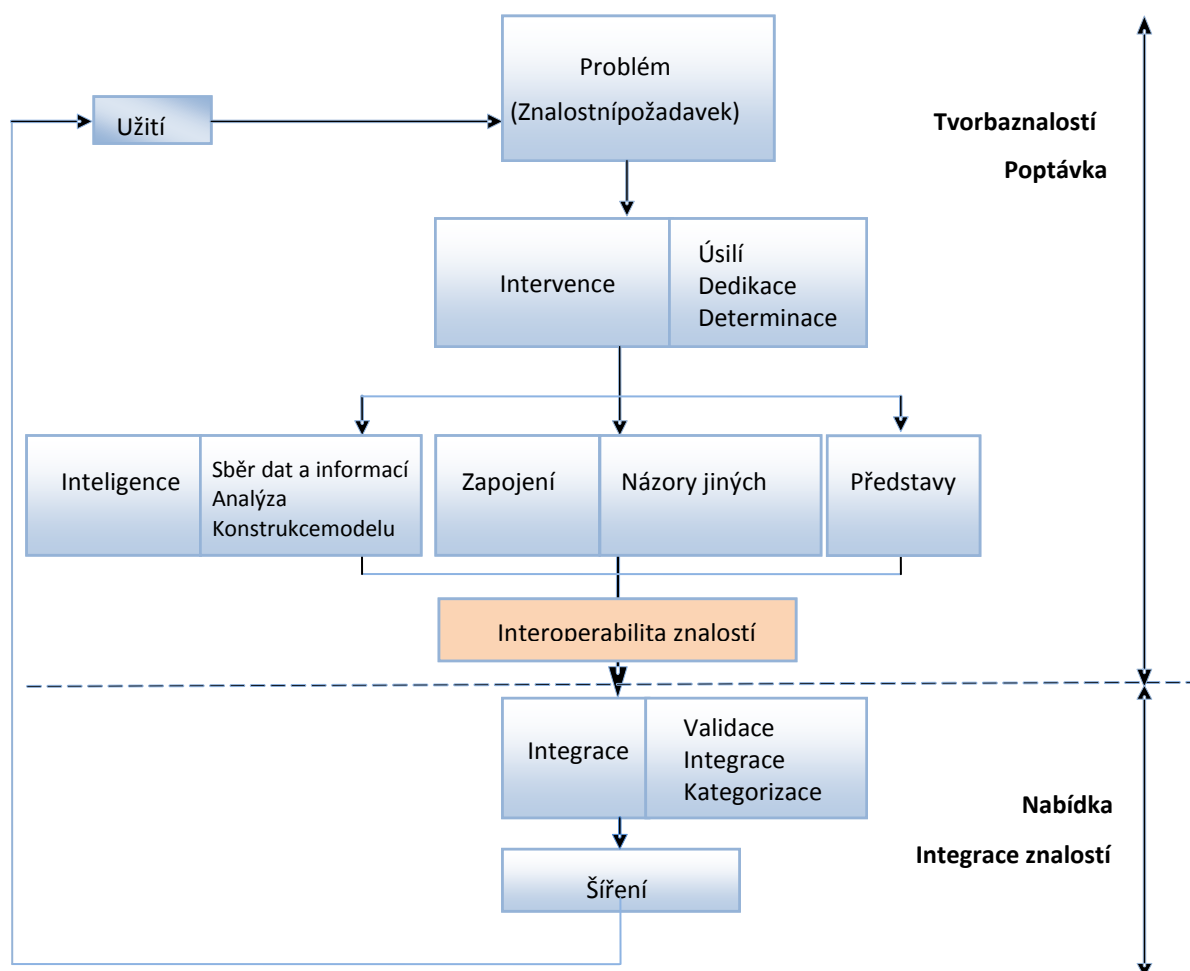 Problém
(Znalostnípožadavek)
Užití
Tvorbaznalostí
Poptávka
Intervence
Úsilí
Dedikace
Determinace
Inteligence
Sběr dat a informací
Analýza
Konstrukcemodelu
Zapojení
Názory jiných
Představy
Interoperabilita znalostí
Integrace
Validace
Integrace
Kategorizace
Nabídka
Integrace znalostí
Šíření